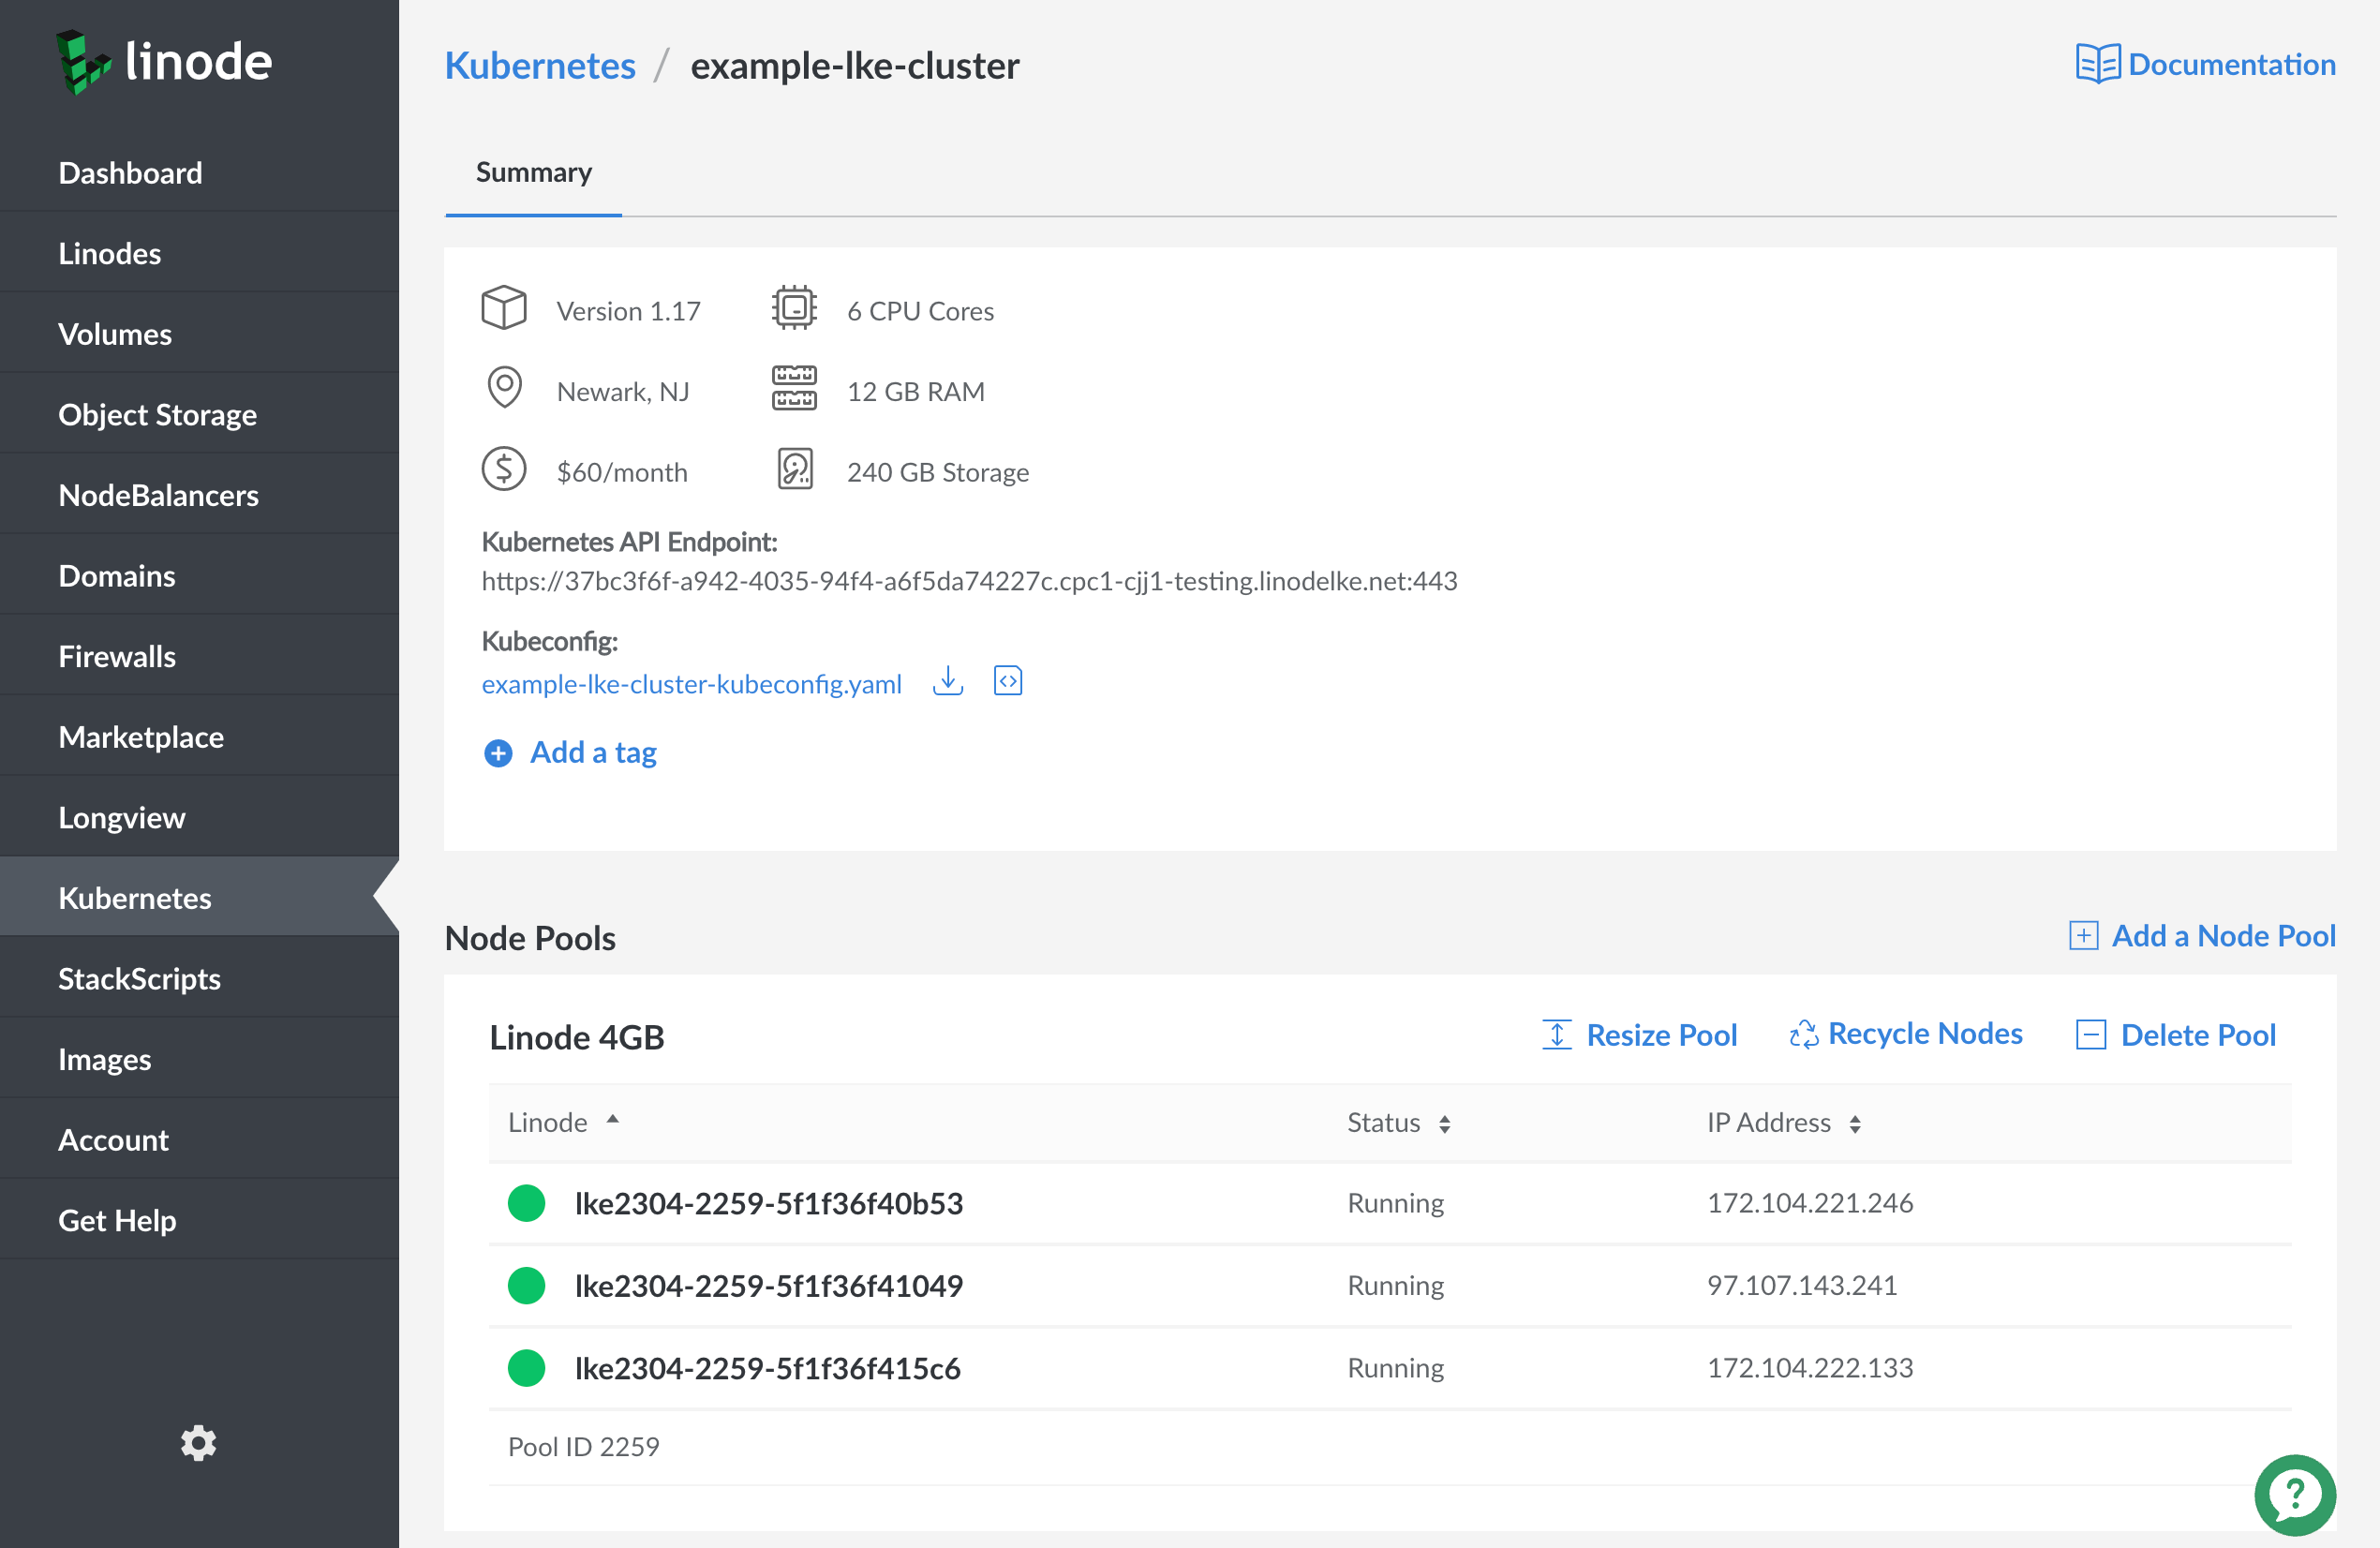 linode
Dashboard
Linodes
Volumes
Object Storage
NodeBalancers
Domains
Firewalls
Marketplace
Longview
Kubernetes
StackScripts
Images
Account
Get Help
Kubernetes / example-lke-cluster
Documentation
Summary
Version 1.17
6 CPU Cores
Newark, NJ
12 GB RAM
$60/month
240 GB Storage
Kubernetes API Endpoint:
https://37bc3f6f-a942-4035-94f4-a6f5da74227c.cpc1-cjj1-testing.linodelke.net:443
Kubeconfig:
example-lke-cluster-kubeconfig.yaml
Add a tag
Node Pools
Add a Node Pool
Linode 4GB
Resize Pool
Recycle Nodes
Delete Pool
Linode Status IP Address
lke2304-2259-5f1f36f40b53 Running 172.104.221.246
lke2304-2259-5f1f36f41049 Running 97.107.143.241
lke2304-2259-5f1f36f415c6 Running 172.104.222.133
Pool ID 2259